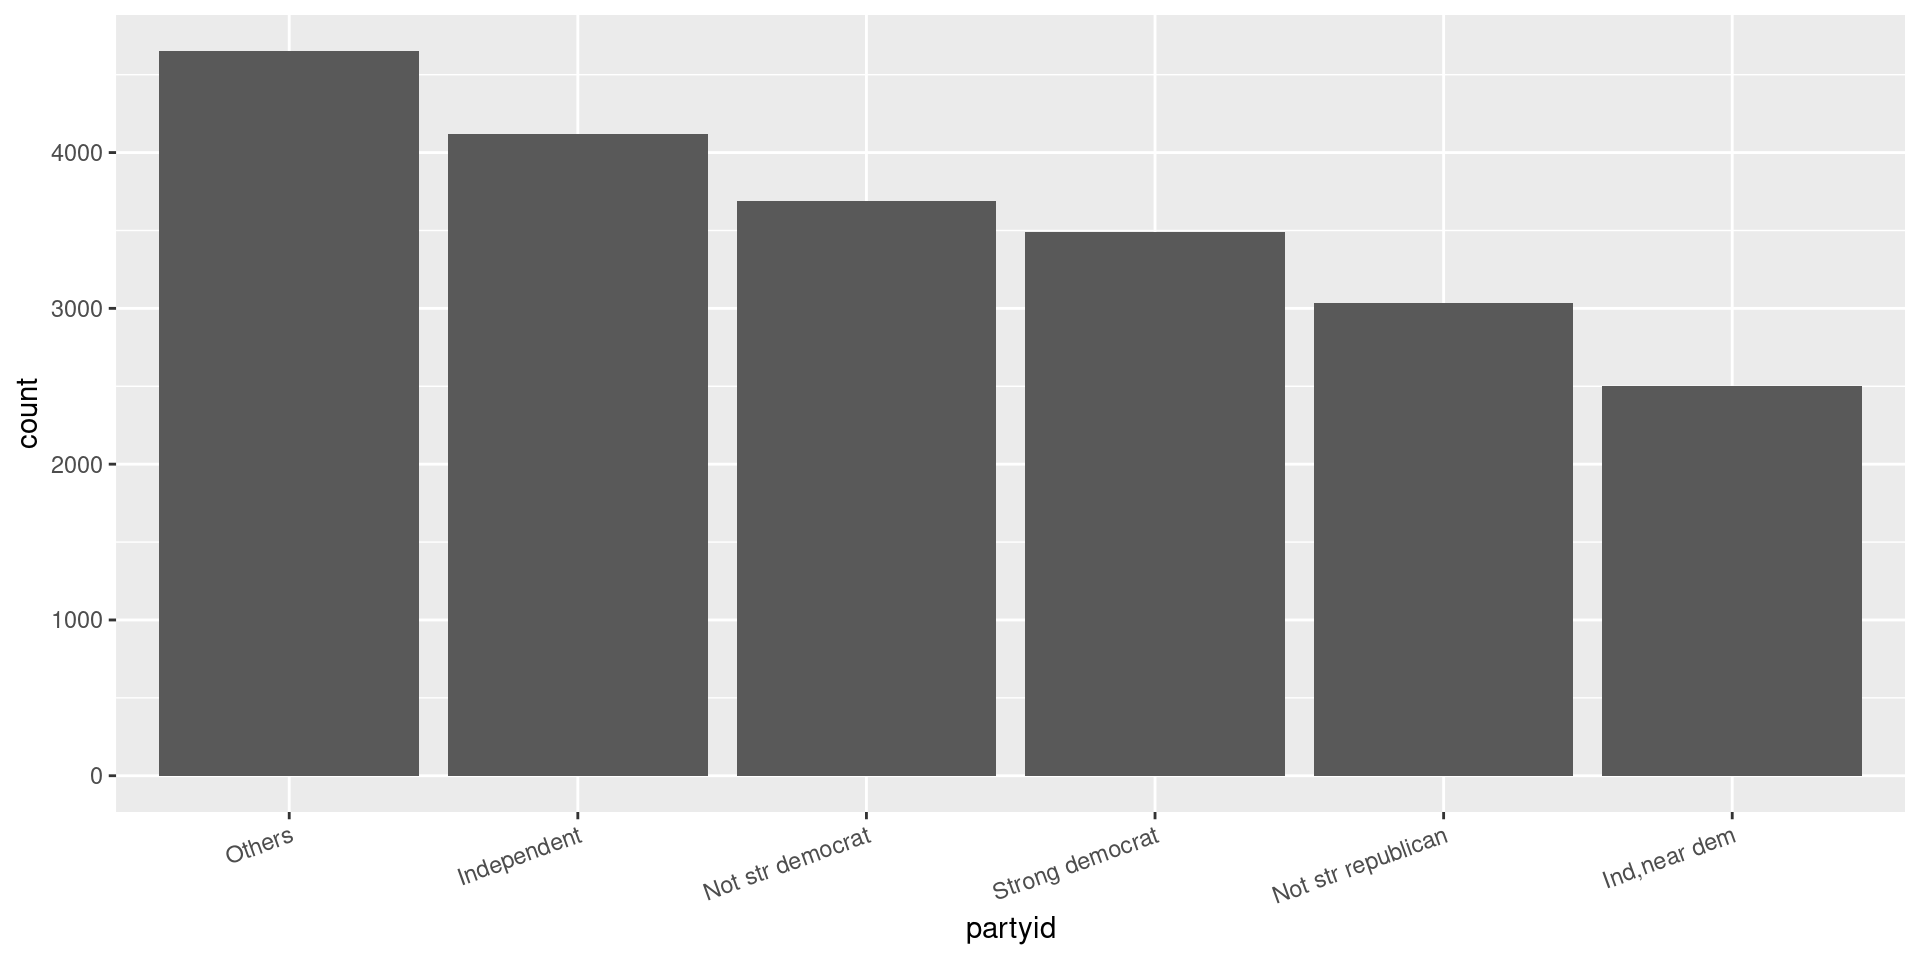 count
4000
3000
2000
1000
0
Others
Independent
Not str democrat
Strong democrat
Not str republican
Ind,near dem
partyid